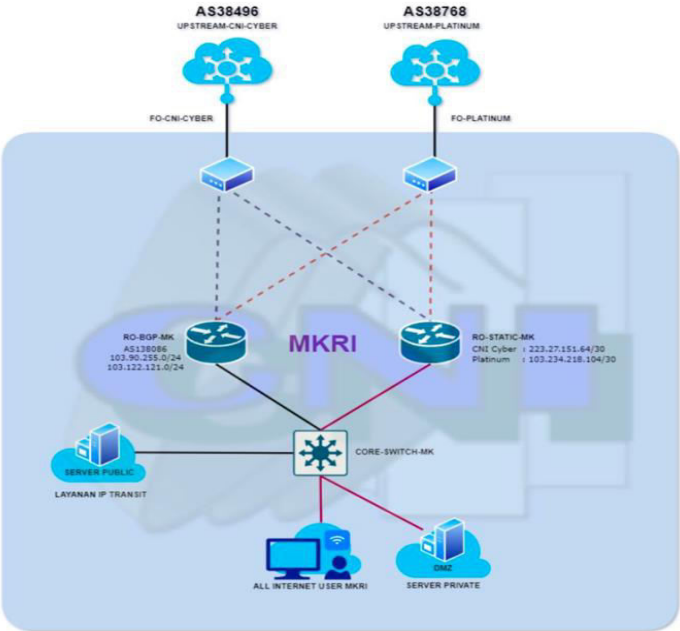 AS38496
UPSTREAM-CNI-CYBER
AS38768
UPSTREAM-PLATINUM
FO-CNI-CYBER
FO-PLATINUM
RO-BGP-MK
AS138086
103.90.255.0/24
103.122.121.0/24
MKRI
RO-STATIC-MK
CNI Cyber : 223.27.151.64/30
Platinum : 103.234.218.104/30
CNI
CORE-SWITCH-MK
SERVER PUBLIC
LAYANAN IP TRANSIT
ALL INTERNET USER MKRI
DMZ
SERVER PRIVATE